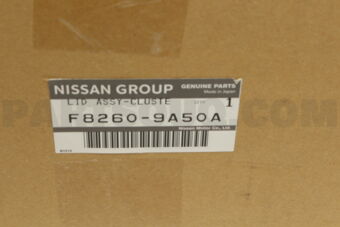 NISSAN GROUP
GENUINE PARTS
Made in Japan
LID ASSY-CLUSTE
1
F8260-9A50A
Nissan Motor Co., Ltd.